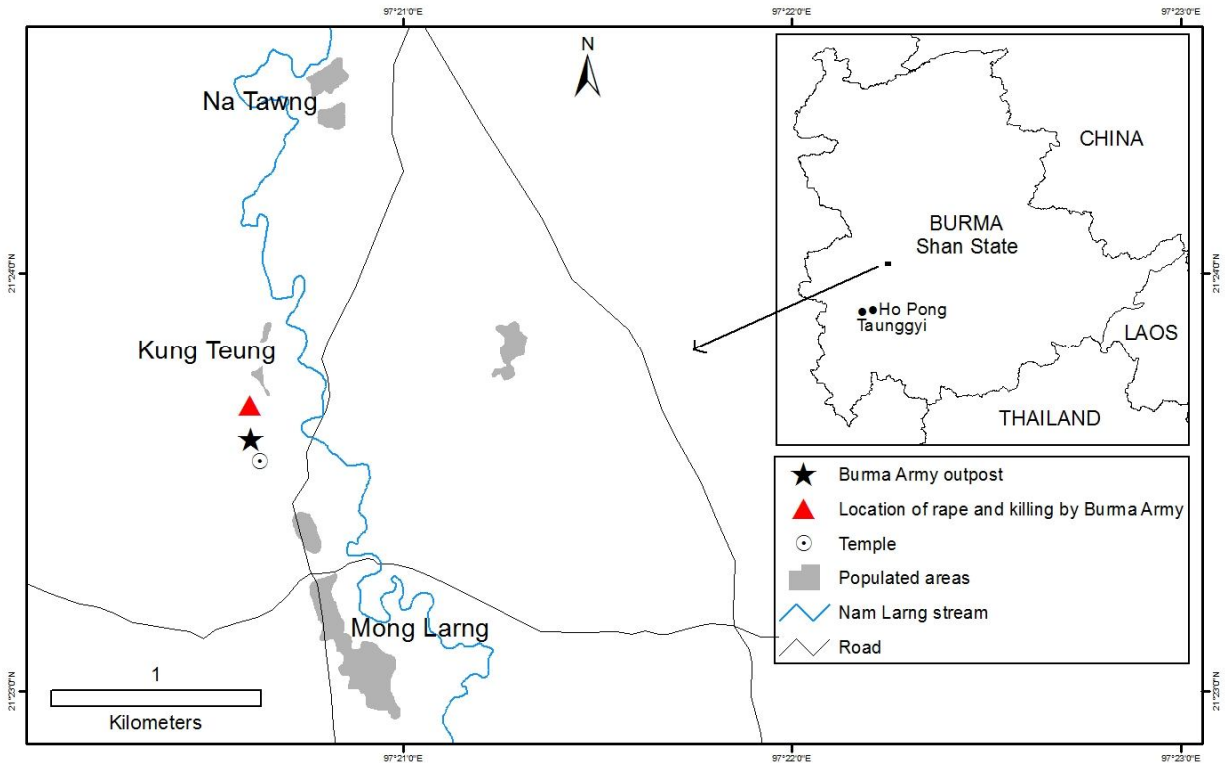 97°21'0"E
97°22'0"E
97°23'0"E
N
Na Tawng
CHINA
BURMA
Shan State
21°24'0"N
21°24'0"N
Ho Pong
Taunggyi
LAOS
Kung Teung
THAILAND
Burma Army outpost
Location of rape and killing by Burma Army
Temple
Populated areas
Nam Larng stream
Mong Larng
Road
1
Kilometers
21°23'0"N
21°23'0"N
97°21'0"E
97°22'0"E
97°23'0"E